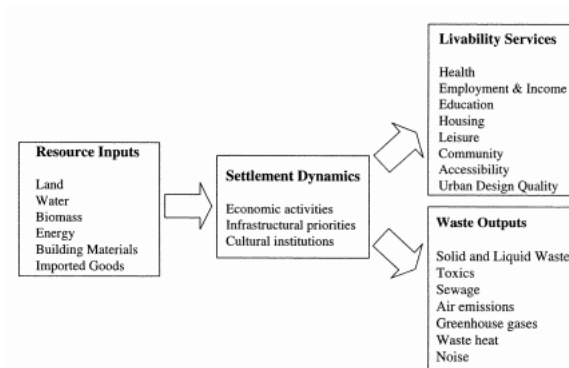 Resource Inputs
Land
Water
Biomass
Energy
Building Materials
Imported Goods
Settlement Dynamics
Economic activities
Infrastructural priorities
Cultural institutions
Livability Services
Health
Employment & Income
Education
Housing
Leisure
Community
Accessibility
Urban Design Quality
Waste Outputs
Solid and Liquid Waste
Toxics
Sewage
Air emissions
Greenhouse gases
Waste heat
Noise